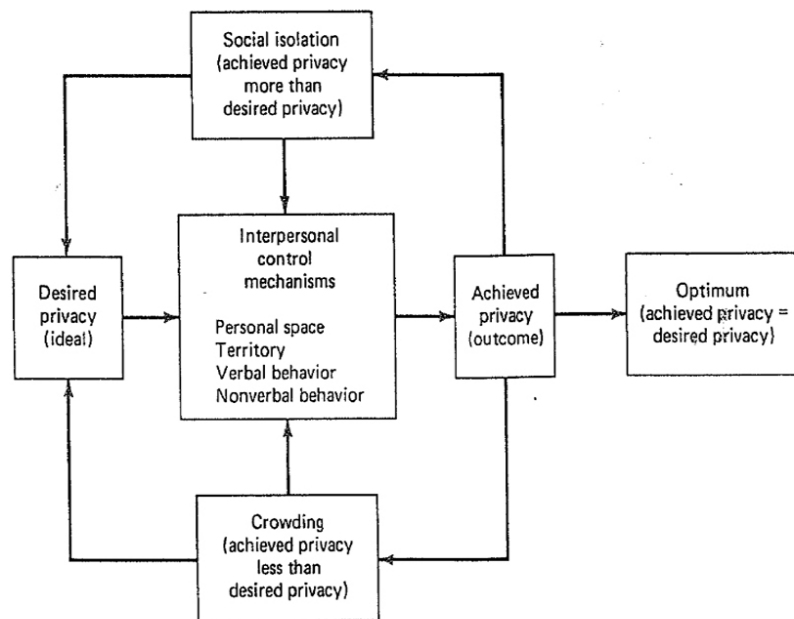 Social isolation
(achieved privacy
more than
desired privacy)
Interpersonal
control
mechanisms
Personal space
Territory
Verbal behavior
Nonverbal behavior
Desired
privacy
(ideal)
Achieved
privacy
(outcome)
Optimum
(achieved privacy =
desired privacy)
Crowding
(achieved privacy
less than
desired privacy)